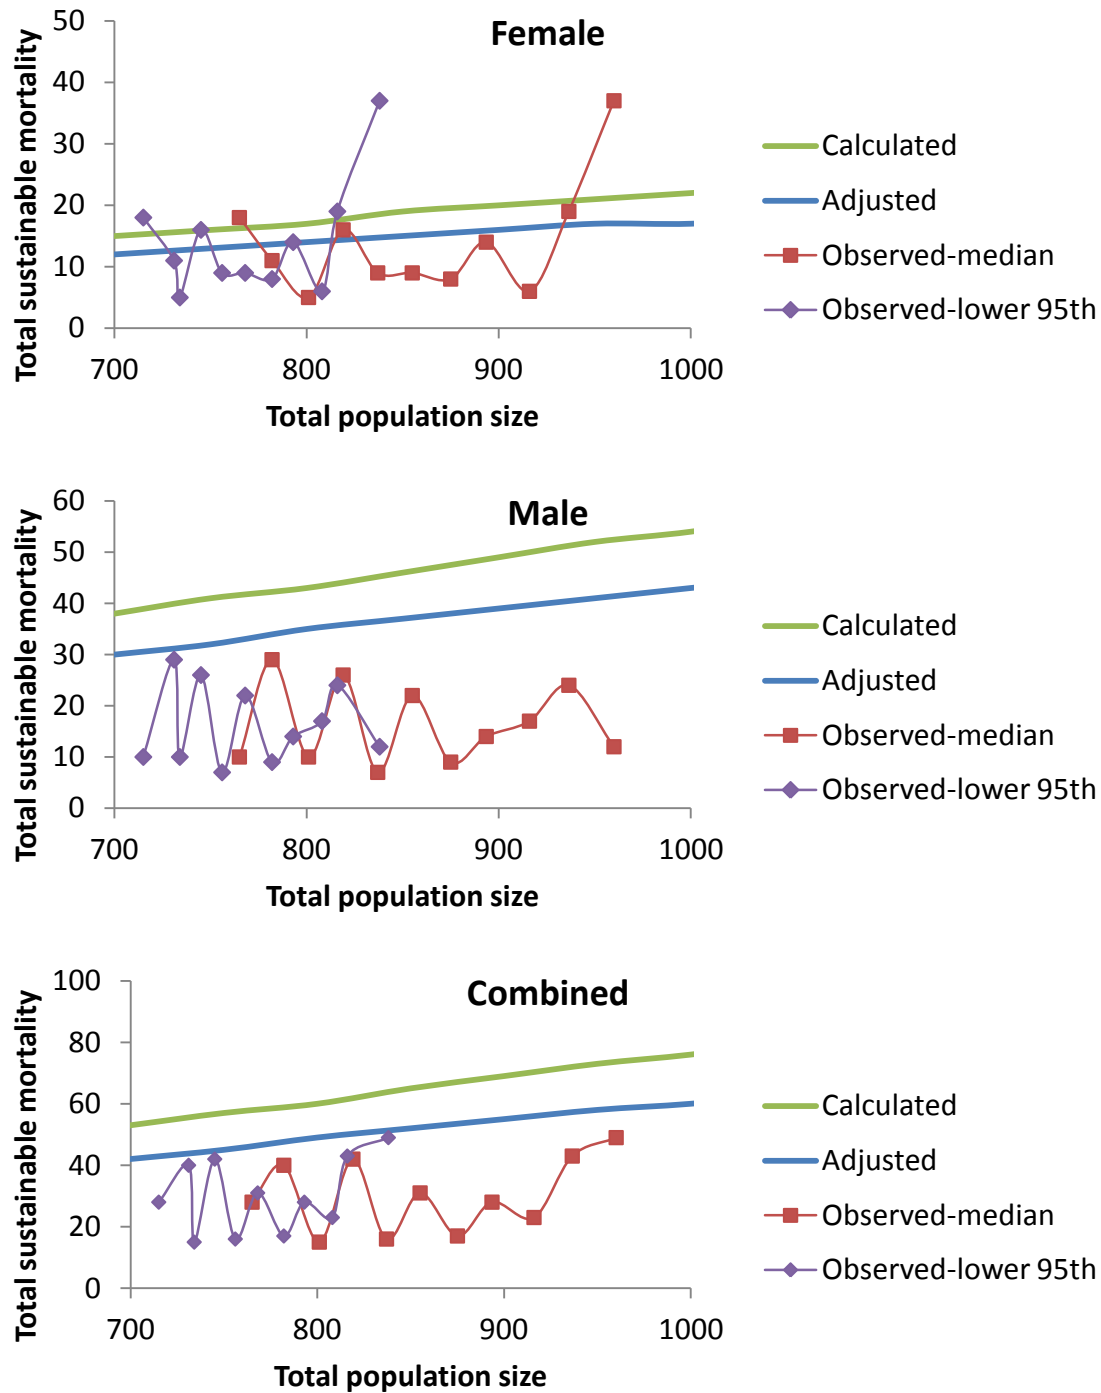 Female
Total sustainable mortality
50
40
30
20
10
0
700 800 900 1000
Total population size
Calculated
Adjusted
Observed-median
Observed-lower 95th
Male
Total sustainable mortality
60
50
40
30
20
10
0
700 800 900 1000
Total population size
Calculated
Adjusted
Observed-median
Observed-lower 95th
Combined
Total sustainable mortality
100
80
60
40
20
0
700 800 900 1000
Total population size
Calculated
Adjusted
Observed-median
Observed-lower 95th